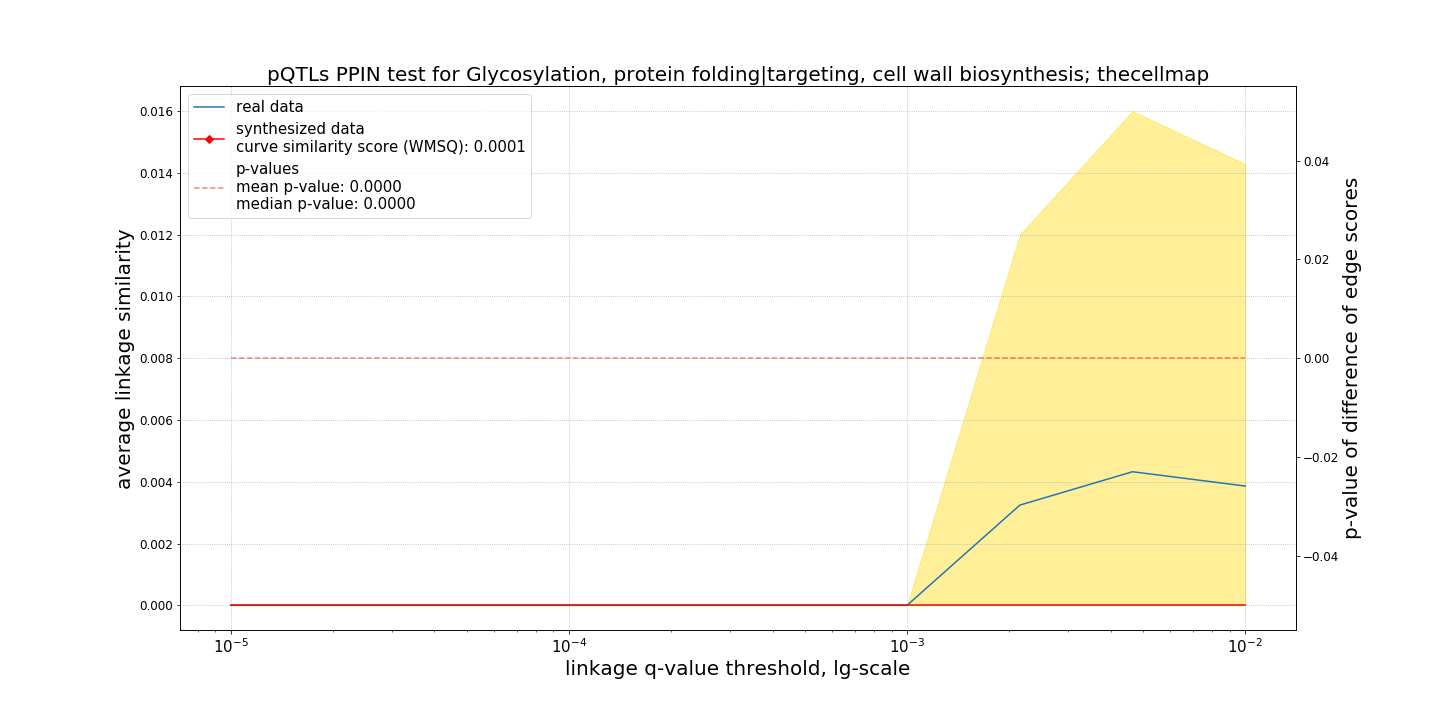 pQTLs PPIN test for Glycosylation, protein folding|targeting, cell wall biosynthesis; thecellmap
real data
synthesized data
curve similarity score (WMSQ): 0.0001
p-values
mean p-value: 0.0000
median p-value: 0.0000
average linkage similarity
0.016
0.014
0.012
0.010
0.008
0.006
0.004
0.002
0.000
0.04
0.02
0.00
−0.02
−0.04
p-value of difference of edge scores
10⁻⁵
10⁻⁴
10⁻³
10⁻²
linkage q-value threshold, lg-scale